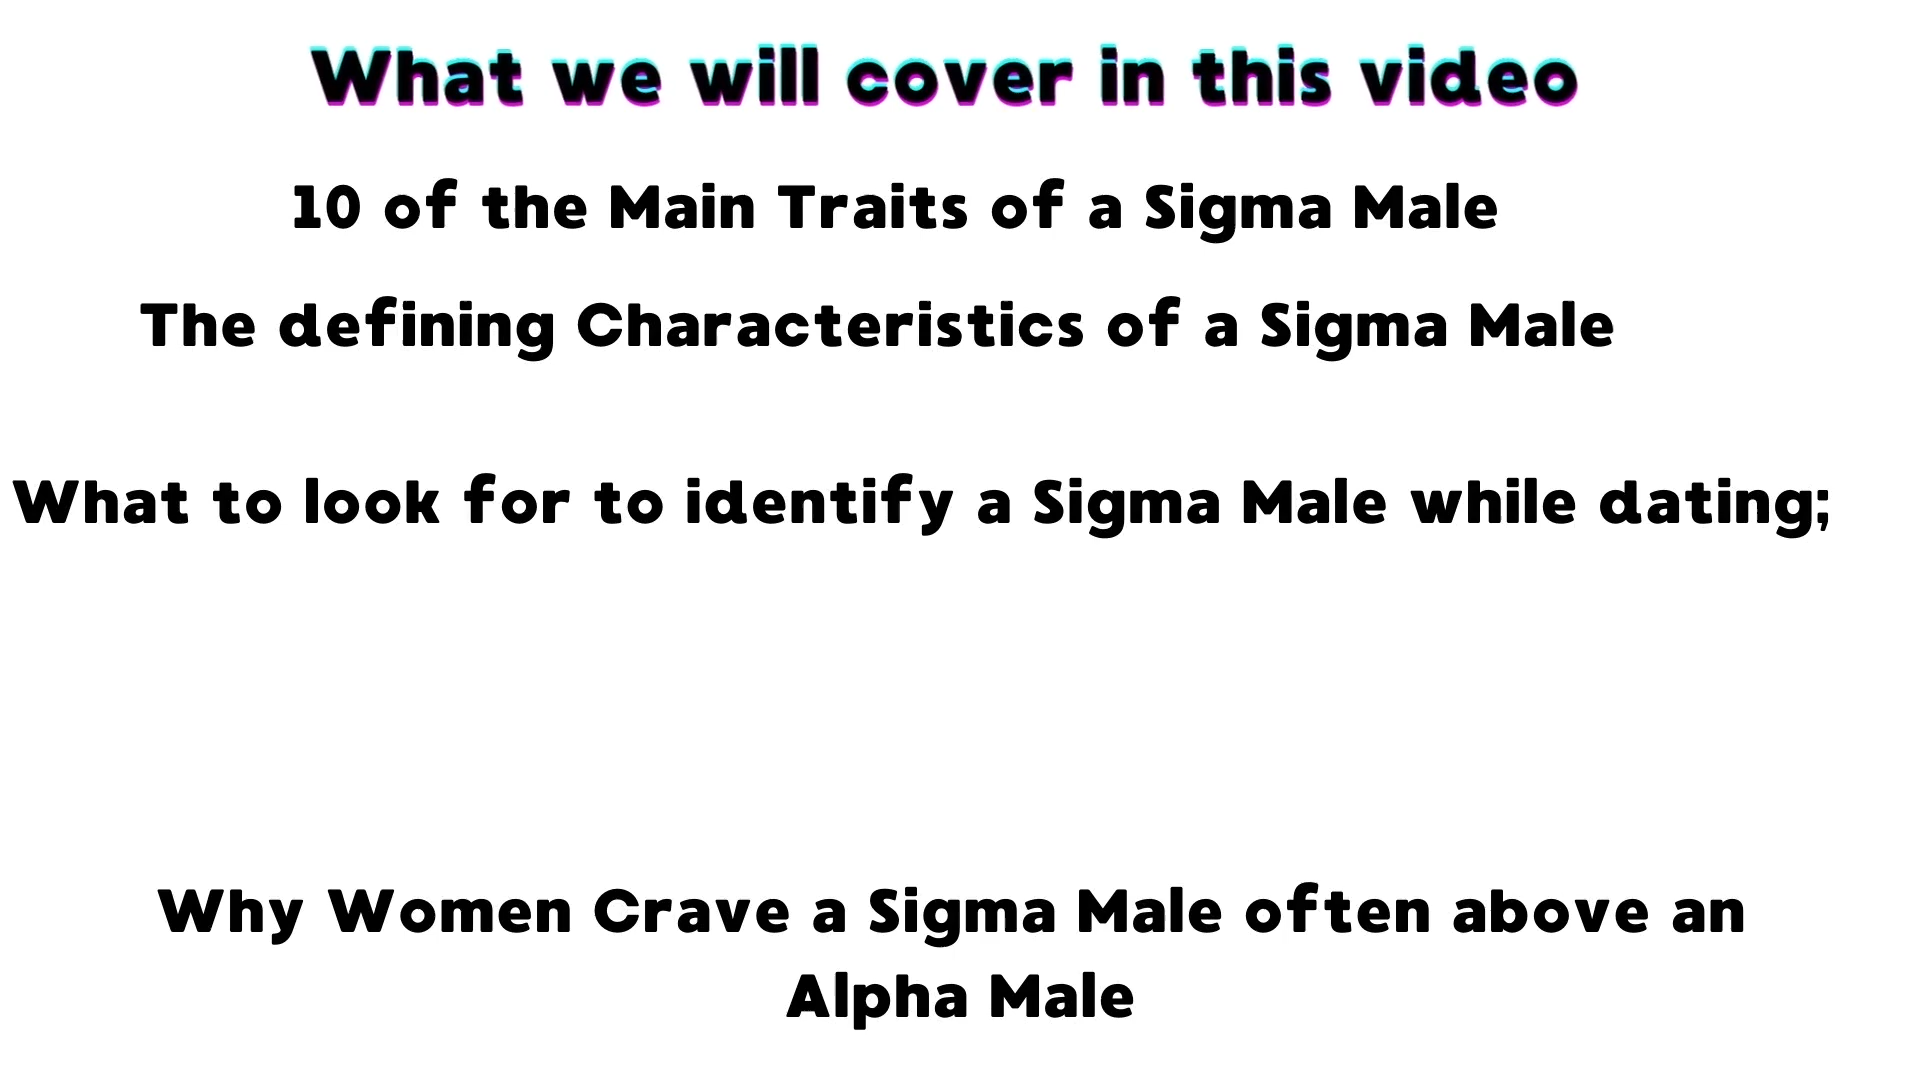 What we will cover in this video
10 of the Main Traits of a Sigma Male
The defining Characteristics of a Sigma Male
What to look for to identify a Sigma Male while dating;
Why Women Crave a Sigma Male often above an
Alpha Male